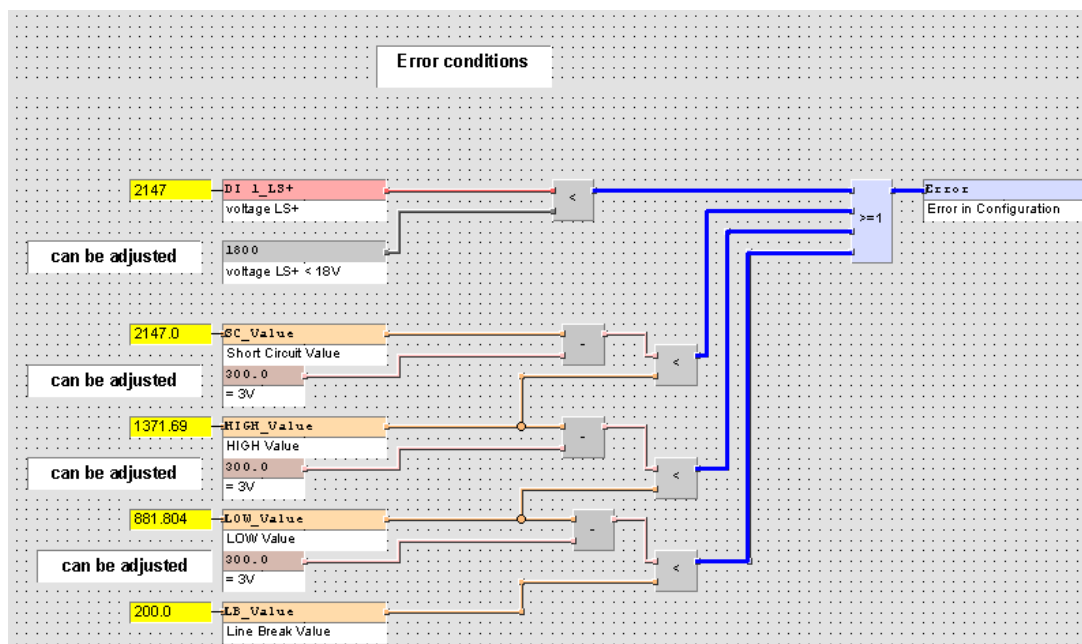 Error conditions
2147 DI 1_LS+
voltage LS+
<
>=1
Error
Error in Configuration
can be adjusted
1800
voltage LS+ < 18V
2147.0 SC_Value
Short Circuit Value
-
<
can be adjusted
300.0
= 3V
1371.69 HIGH_Value
HIGH Value
-
<
can be adjusted
300.0
= 3V
881.804 LOW_Value
LOW Value
-
<
can be adjusted
300.0
= 3V
200.0 LB_Value
Line Break Value